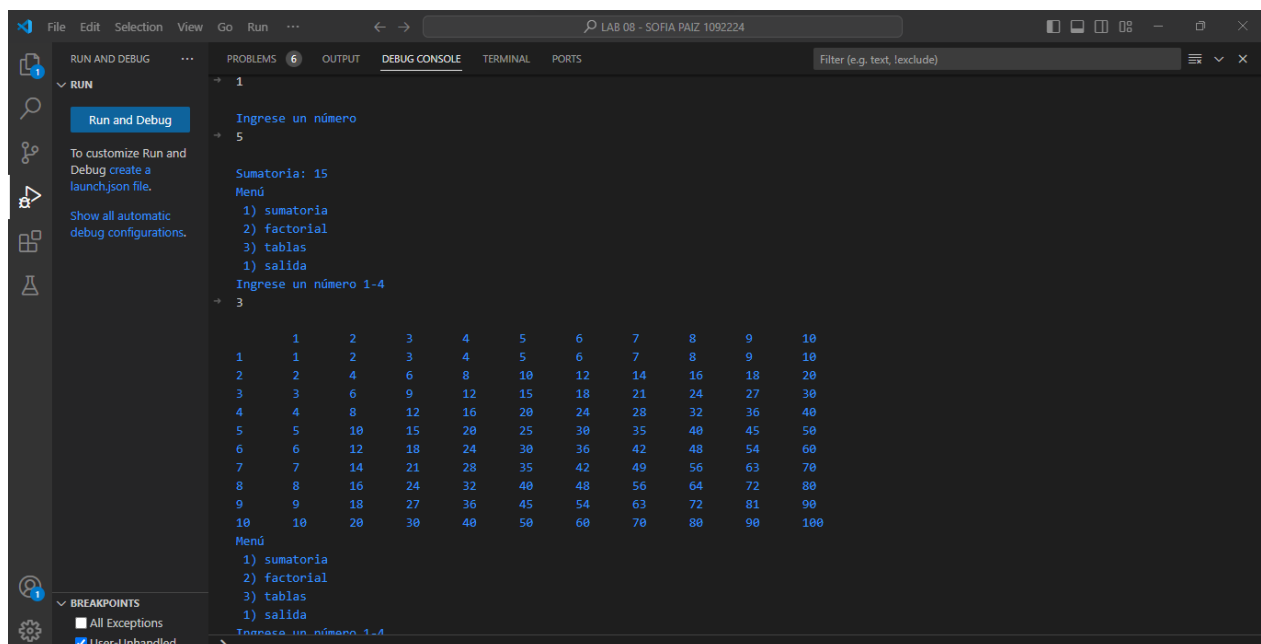 File Edit Selection View Go Run ··· LAB 08 - SOFIA PAIZ 1092224
RUN AND DEBUG ··· PROBLEMS 6 OUTPUT DEBUG CONSOLE TERMINAL PORTS Filter (e.g. text, !exclude)
RUN
Run and Debug
To customize Run and
Debug create a
launch.json file.
Show all automatic
debug configurations.
1
Ingrese un número
5
Sumatoria: 15
Menú
1) sumatoria
2) factorial
3) tablas
1) salida
Ingrese un número 1-4
3
1 2 3 4 5 6 7 8 9 10
1 1 2 3 4 5 6 7 8 9 10
2 2 4 6 8 10 12 14 16 18 20
3 3 6 9 12 15 18 21 24 27 30
4 4 8 12 16 20 24 28 32 36 40
5 5 10 15 20 25 30 35 40 45 50
6 6 12 18 24 30 36 42 48 54 60
7 7 14 21 28 35 42 49 56 63 70
8 8 16 24 32 40 48 56 64 72 80
9 9 18 27 36 45 54 63 72 81 90
10 10 20 30 40 50 60 70 80 90 100
Menú
1) sumatoria
2) factorial
3) tablas
1) salida
Ingrese un número 1-4
1
1
BREAKPOINTS
All Exceptions
User-Unhandled